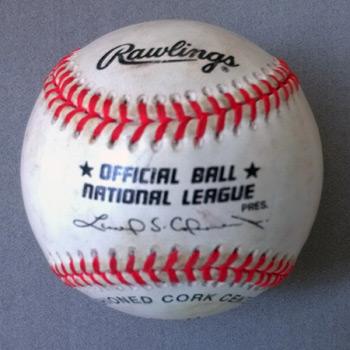 Rawlings®
★ OFFICIAL BALL ★
NATIONAL LEAGUE
PRES.
IONED CORK CE